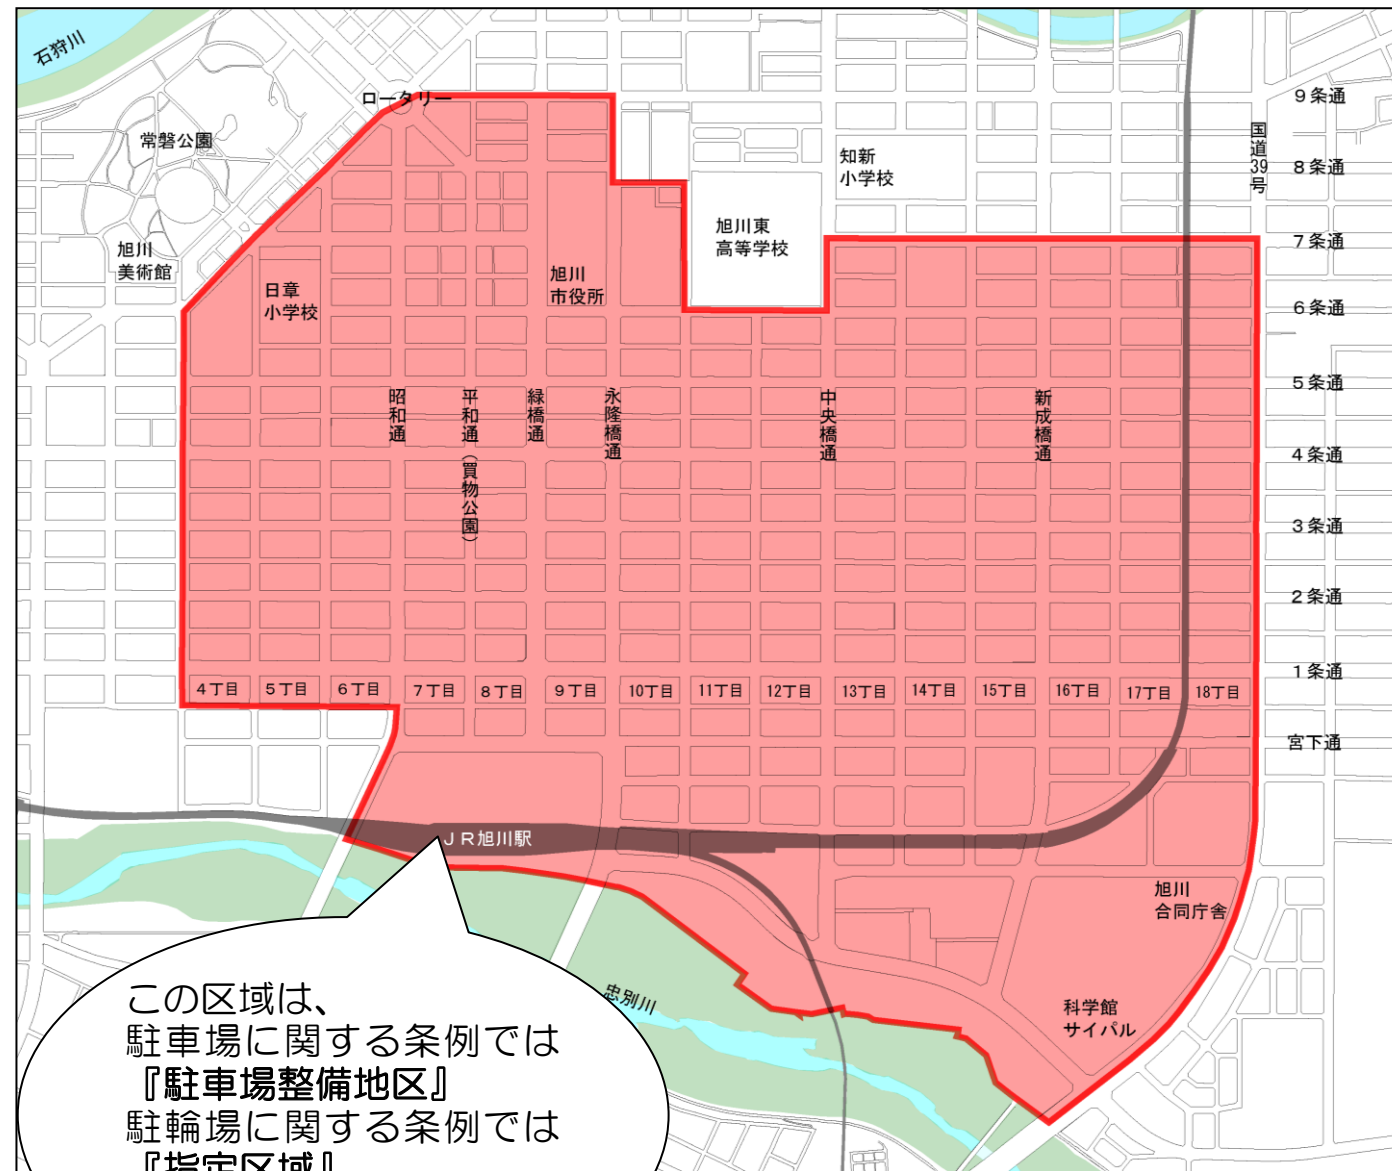 石狩川
ロータリー
9条通
常磐公園
国道39号
知新
小学校
8条通
旭川東
高等学校
7条通
旭川
美術館
旭川
市役所
日章
小学校
6条通
5条通
昭和通
平和通（買物公園）
緑橋通
永隆橋通
中央橋通
新成橋通
4条通
3条通
2条通
1条通
4丁目
5丁目
6丁目
7丁目
8丁目
9丁目
10丁目
11丁目
12丁目
13丁目
14丁目
15丁目
16丁目
17丁目
18丁目
宮下通
JR旭川駅
旭川
合同庁舎
忠別川
科学館
サイパル
この区域は、
駐車場に関する条例では
『駐車場整備地区』
駐輪場に関する条例では
『指定区域』